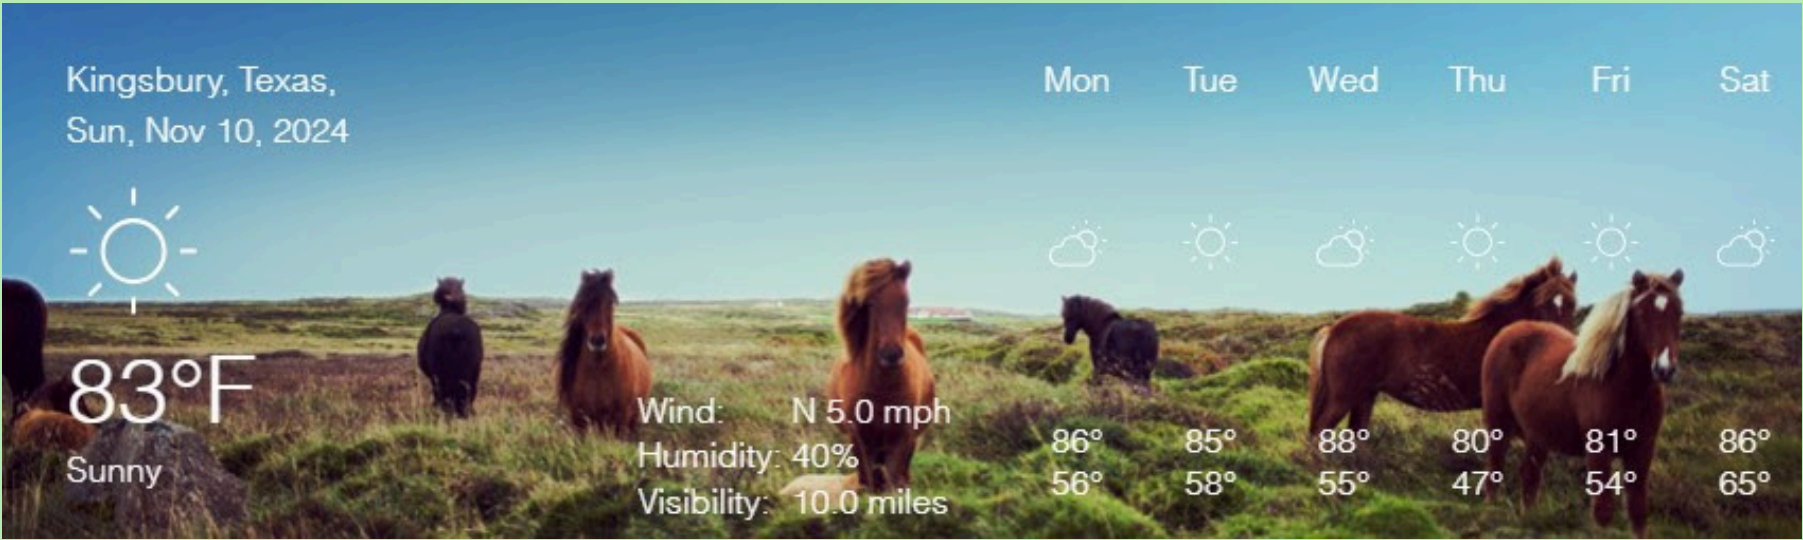 Kingsbury, Texas,
Sun, Nov 10, 2024
83°F
Sunny
Wind: N 5.0 mph
Humidity: 40%
Visibility: 10.0 miles
Mon Tue Wed Thu Fri Sat
86° 85° 88° 80° 81° 86°
56° 58° 55° 47° 54° 65°